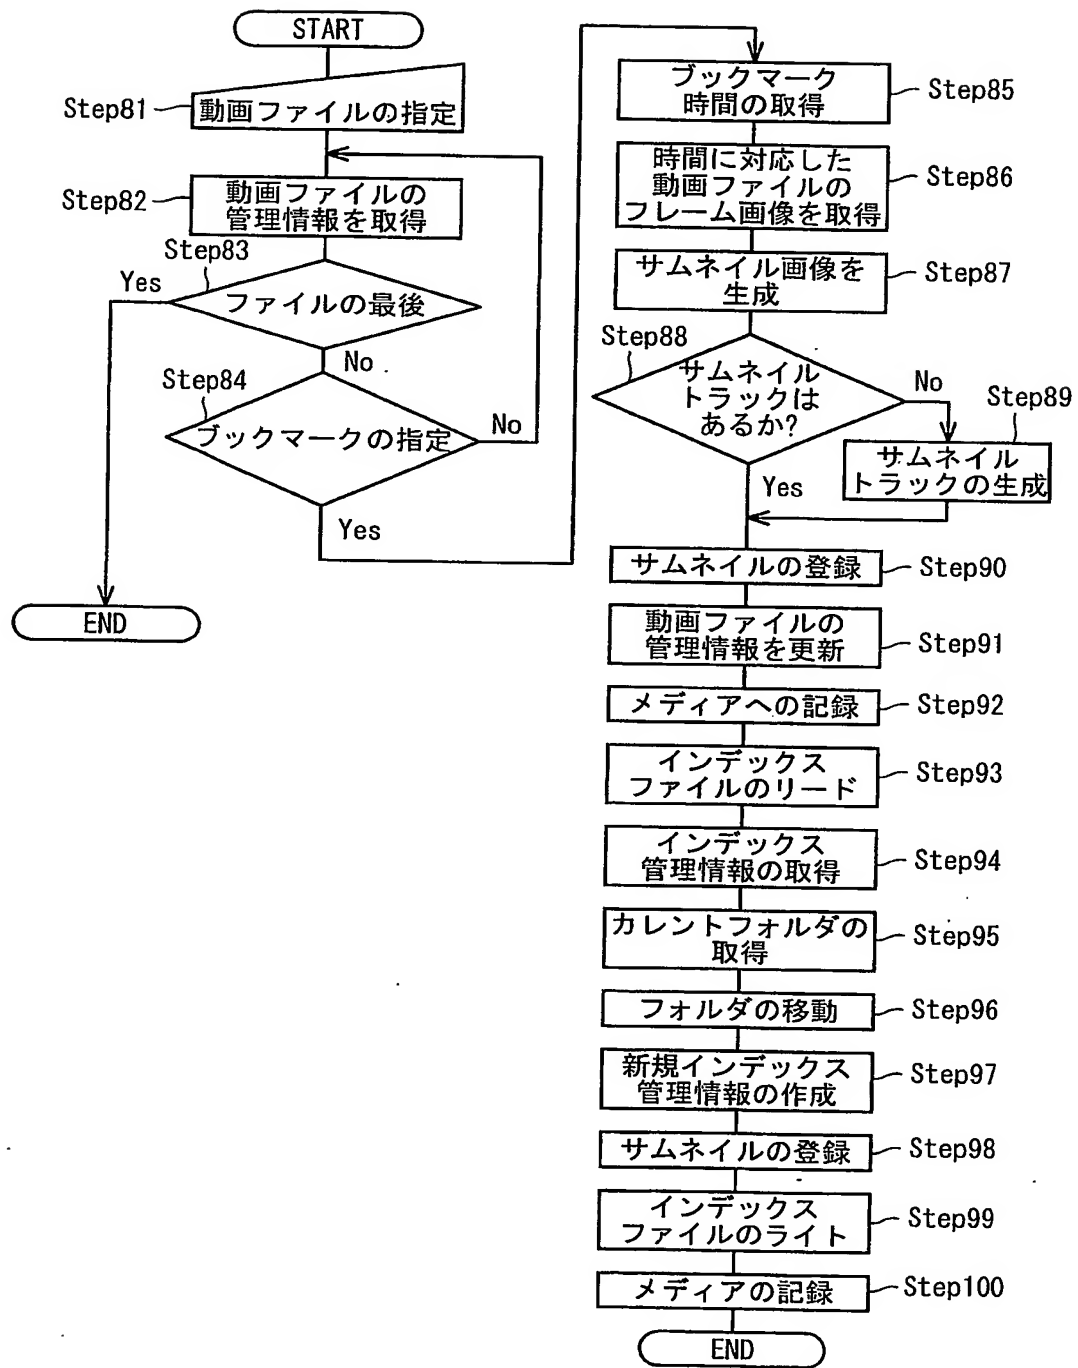 START
Step81
動画ファイルの指定
Step82
動画ファイルの
管理情報を取得
Step83
Yes
ファイルの最後
No
Step84
ブックマークの指定
No
Yes
END
ブックマーク
時間の取得
Step85
時間に対応した
動画ファイルの
フレーム画像を取得
Step86
サムネイル画像を
生成
Step87
Step88
サムネイル
トラックは
あるか?
No
Step89
サムネイル
トラックの生成
Yes
サムネイルの登録
Step90
動画ファイルの
管理情報を更新
Step91
メディアへの記録
Step92
インデックス
ファイルのリード
Step93
インデックス
管理情報の取得
Step94
カレントフォルダの
取得
Step95
フォルダの移動
Step96
新規インデックス
管理情報の作成
Step97
サムネイルの登録
Step98
インデックス
ファイルのライト
Step99
メディアの記録
Step100
END